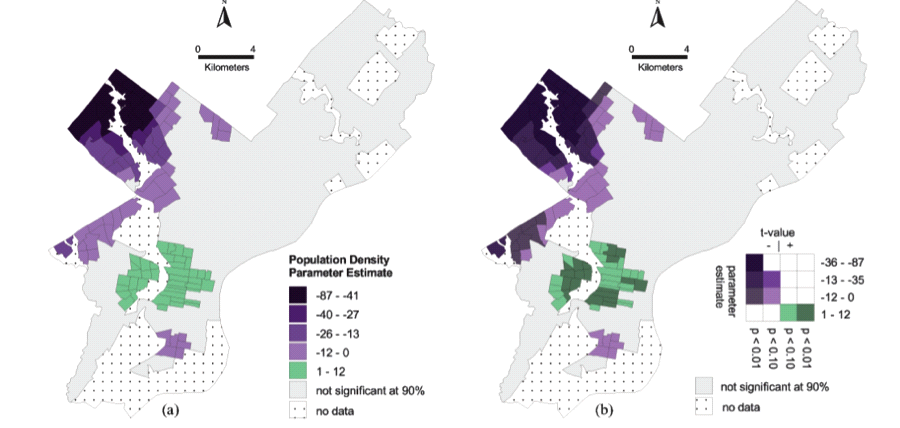 N
0 4
Kilometers
Population Density
Parameter Estimate
-87 - -41
-40 - -27
-26 - -13
-12 - 0
1 - 12
not significant at 90%
no data
(a)
N
0 4
Kilometers
t-value
- | +
parameter
estimate
-36 - -87
-13 - -35
-12 - 0
1 - 12
p < 0.01
p < 0.10
p < 0.10
p < 0.01
not significant at 90%
no data
(b)